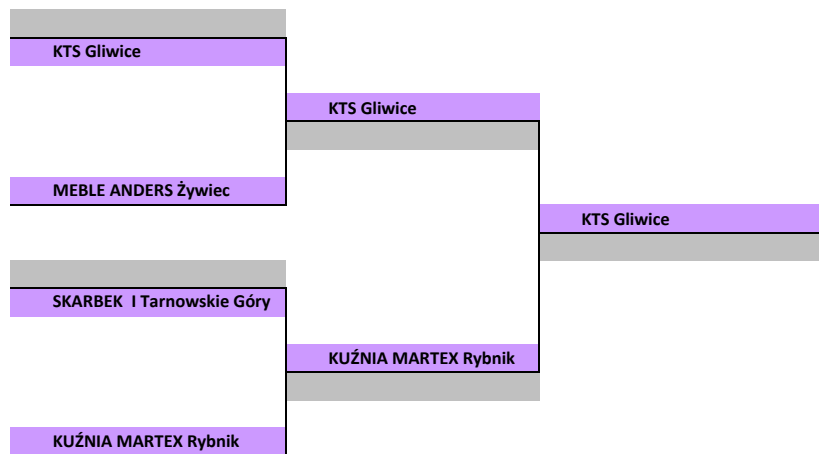 KTS Gliwice
KTS Gliwice
MEBLE ANDERS Żywiec
KTS Gliwice
SKARBEK  I Tarnowskie Góry
KUŹNIA MARTEX Rybnik
KUŹNIA MARTEX Rybnik